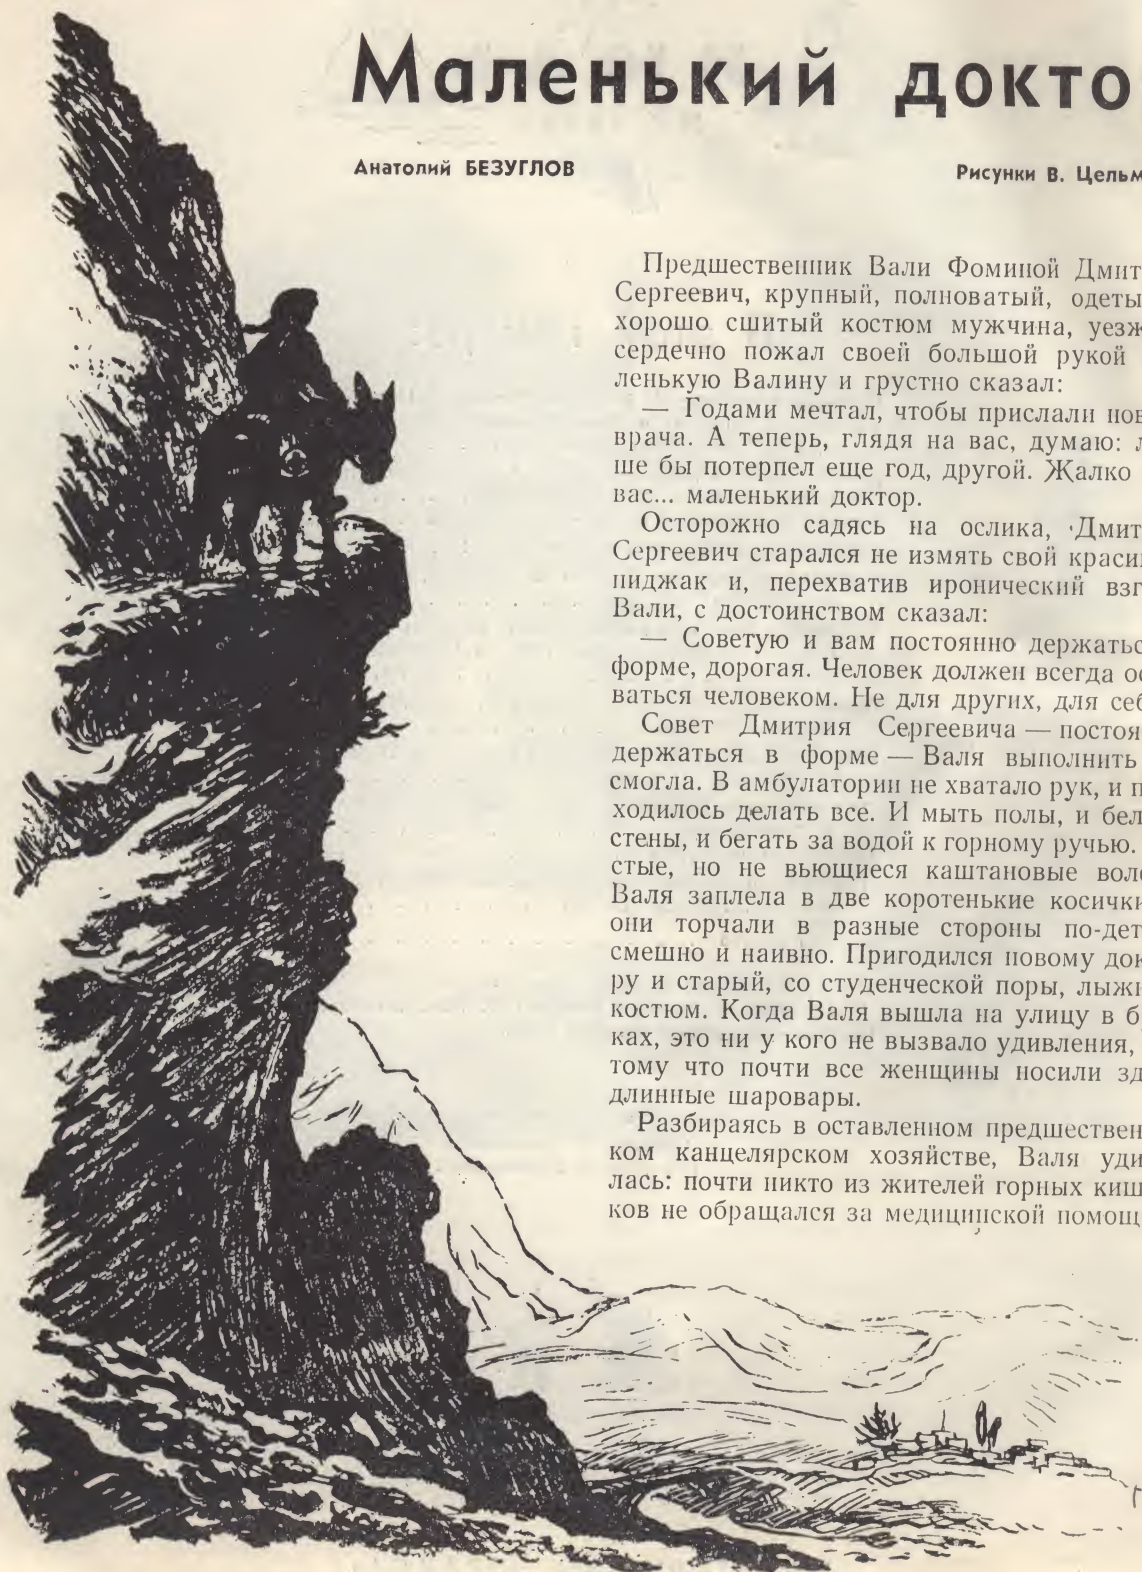 Маленький докто
Анатолий БЕЗУГЛОВ
Рисунки В. Цельм
Предшественник Вали Фоминой Дмит
Сергеевич, крупный, полноватый, одеты
хорошо сшитый костюм мужчина, уезж
сердечно пожал своей большой рукой
ленькую Валину и грустно сказал:
— Годами мечтал, чтобы прислали нов
врача. А теперь, глядя на вас, думаю: л
ше бы потерпел еще год, другой. Жалко
вас... маленький доктор.
Осторожно садясь на ослика, Дмит
Сергеевич старался не измять свой краси
пиджак и, перехватив иронический взг
Вали, с достоинством сказал:
— Советую и вам постоянно держатьс
форме, дорогая. Человек должен всегда ос
ваться человеком. Не для других, для себ
Совет Дмитрия Сергеевича — постоя
держаться в форме — Валя выполнить
смогла. В амбулатории не хватало рук, и п
ходилось делать все. И мыть полы, и бел
стены, и бегать за водой к горному ручью.
стые, но не вьющиеся каштановые вол
Валя заплела в две коротенькие косички
они торчали в разные стороны по-дет
смешно и наивно. Пригодился новому док
ру и старый, со студенческой поры, лыж
костюм. Когда Валя вышла на улицу в б
ках, это ни у кого не вызвало удивления,
тому что почти все женщины носили зд
длинные шаровары.
Разбираясь в оставленном предшествен
ком канцелярском хозяйстве, Валя уди
лась: почти никто из жителей горных киш
ков не обращался за медицинской помощ